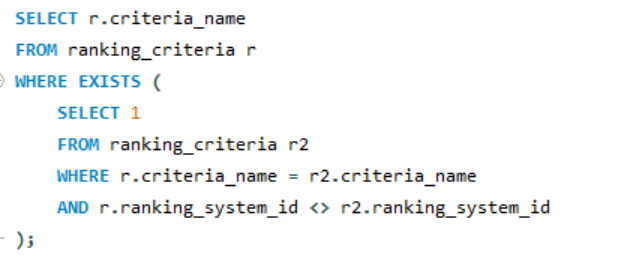 SELECT r.criteria_name
FROM ranking_criteria r
WHERE EXISTS (
SELECT 1
FROM ranking_criteria r2
WHERE r.criteria_name = r2.criteria_name
AND r.ranking_system_id <> r2.ranking_system_id
);